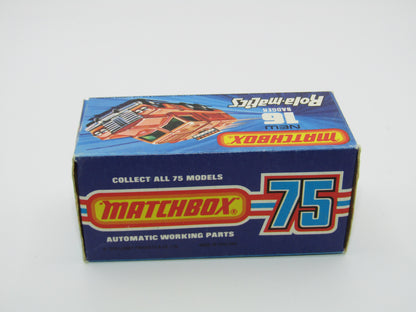 MATCHBOX
NEW
16
BADGER
Rola-matics
COLLECT ALL 75 MODELS
MATCHBOX®
75
AUTOMATIC WORKING PARTS